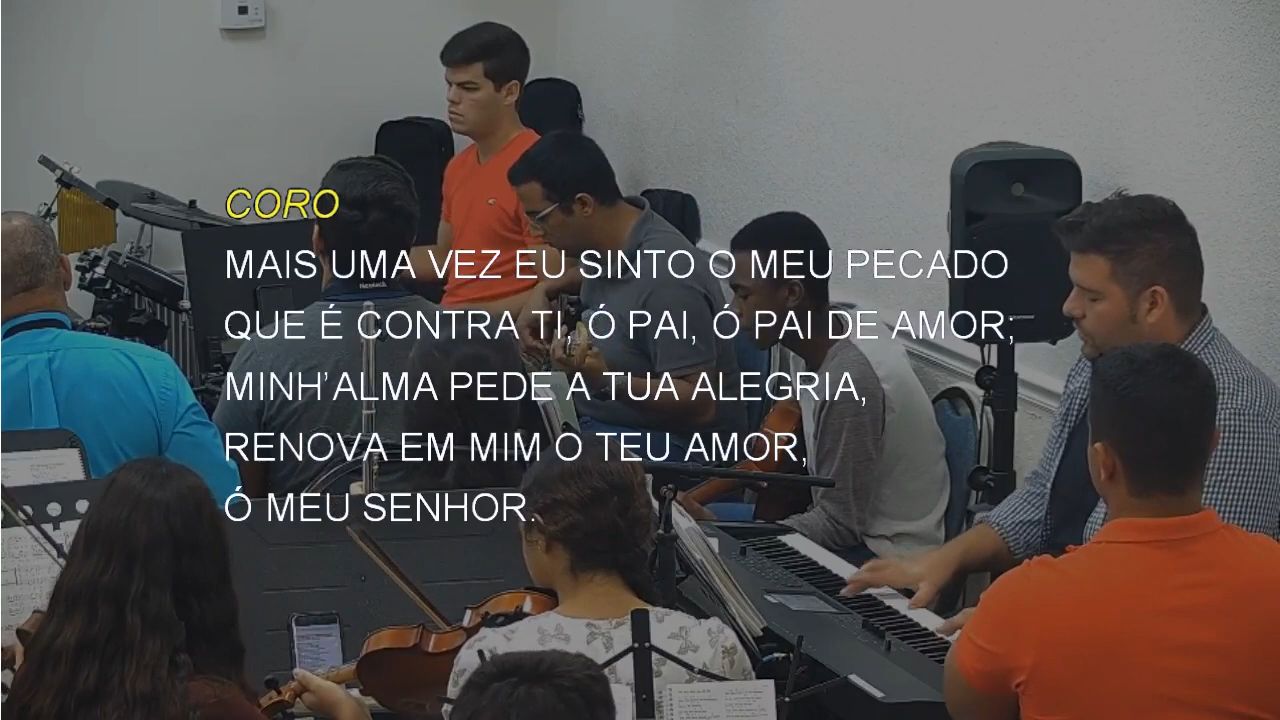 CORO
MAIS UMA VEZ EU SINTO O MEU PECADO
QUE É CONTRA TI, Ó PAI, Ó PAI DE AMOR;
MINH'ALMA PEDE A TUA ALEGRIA,
RENOVA EM MIM O TEU AMOR,
Ó MEU SENHOR.